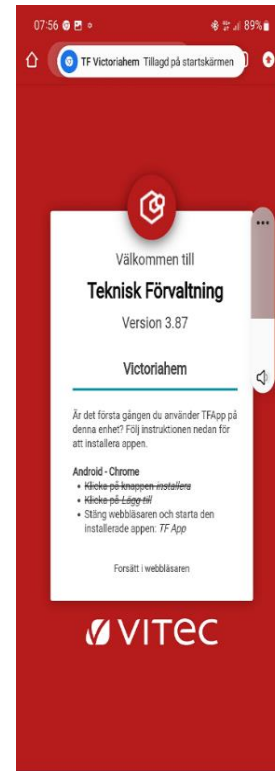 07:56
89%
TF Victoriahem Tillagd på startskärmen
Välkommen till
Teknisk Förvaltning
Version 3.87
Victoriahem
Är det första gången du använder TFApp på
denna enhet? Följ instruktionen nedan för
att installera appen.
Android - Chrome
• Klicka på knappen installera
• Klicka på Lägg till
• Stäng webbläsaren och starta den
installerade appen: TF App
Forsätt i webbläsaren
VITEC